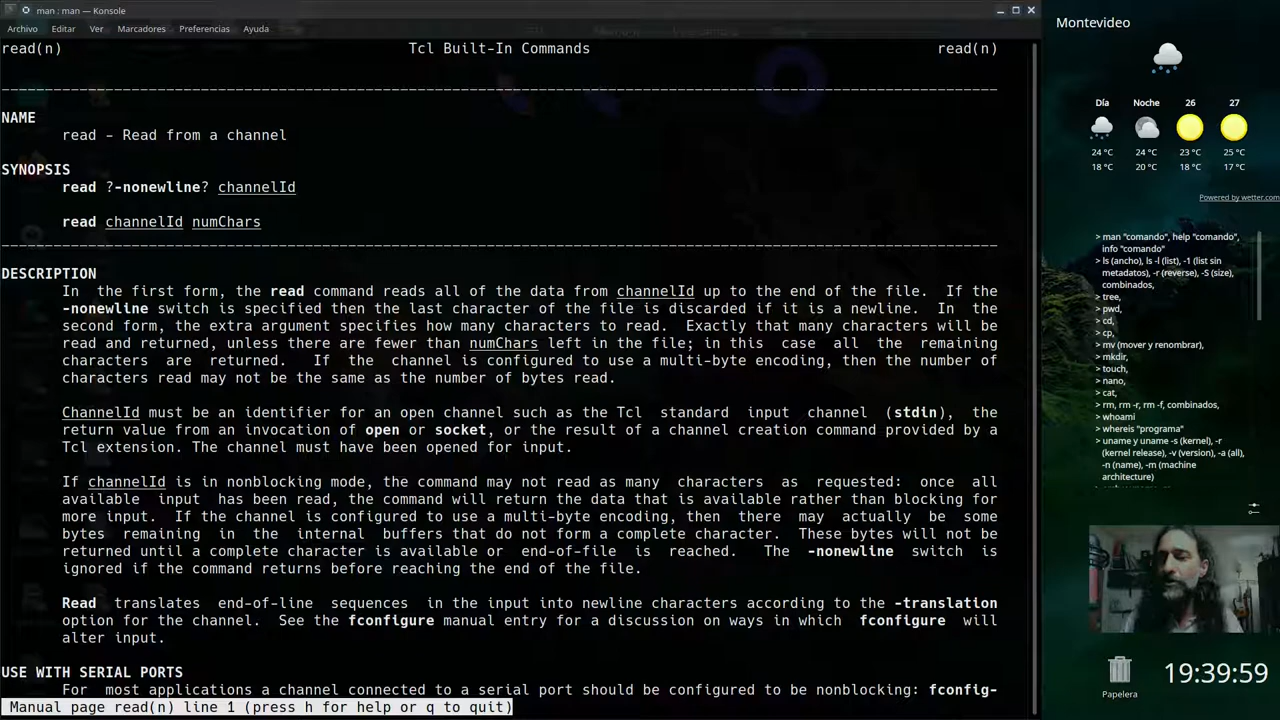 man : man — Konsole
Archivo Editar Ver Marcadores Preferencias Ayuda
read(n) Tcl Built-In Commands read(n)
NAME
read - Read from a channel
SYNOPSIS
read ?-nonewline? channelId
read channelId numChars
DESCRIPTION
In the first form, the read command reads all of the data from channelId up to the end of the file. If the
-nonewline switch is specified then the last character of the file is discarded if it is a newline. In the
second form, the extra argument specifies how many characters to read. Exactly that many characters will be
read and returned, unless there are fewer than numChars left in the file; in this case all the remaining
characters are returned. If the channel is configured to use a multi-byte encoding, then the number of
characters read may not be the same as the number of bytes read.
ChannelId must be an identifier for an open channel such as the Tcl standard input channel (stdin), the
return value from an invocation of open or socket, or the result of a channel creation command provided by a
Tcl extension. The channel must have been opened for input.
If channelId is in nonblocking mode, the command may not read as many characters as requested: once all
available input has been read, the command will return the data that is available rather than blocking for
more input. If the channel is configured to use a multi-byte encoding, then there may actually be some
bytes remaining in the internal buffers that do not form a complete character. These bytes will not be
returned until a complete character is available or end-of-file is reached. The -nonewline switch is
ignored if the command returns before reaching the end of the file.
Read translates end-of-line sequences in the input into newline characters according to the -translation
option for the channel. See the fconfigure manual entry for a discussion on ways in which fconfigure will
alter input.
USE WITH SERIAL PORTS
For most applications a channel connected to a serial port should be configured to be nonblocking: fconfig-
Manual page read(n) line 1 (press h for help or q to quit)
Montevideo
Día Noche 26 27
24 °C 24 °C 23 °C 25 °C
18 °C 20 °C 18 °C 17 °C
Powered by wetter.com
> man "comando", help "comando",
info "comando"
> ls (ancho), ls -l (list), -1 (list sin
metadatos), -r (reverse), -S (size),
combinados,
> tree,
> pwd,
> cd,
> cp,
> mv (mover y renombrar),
> mkdir,
> touch,
> nano,
> cat,
> rm, rm -r, rm -f, combinados,
> whoami
> whereis "programa"
> uname y uname -s (kernel), -r
(kernel release), -v (version), -a (all),
-n (name), -m (machine
architecture)
Papelera
19:39:59